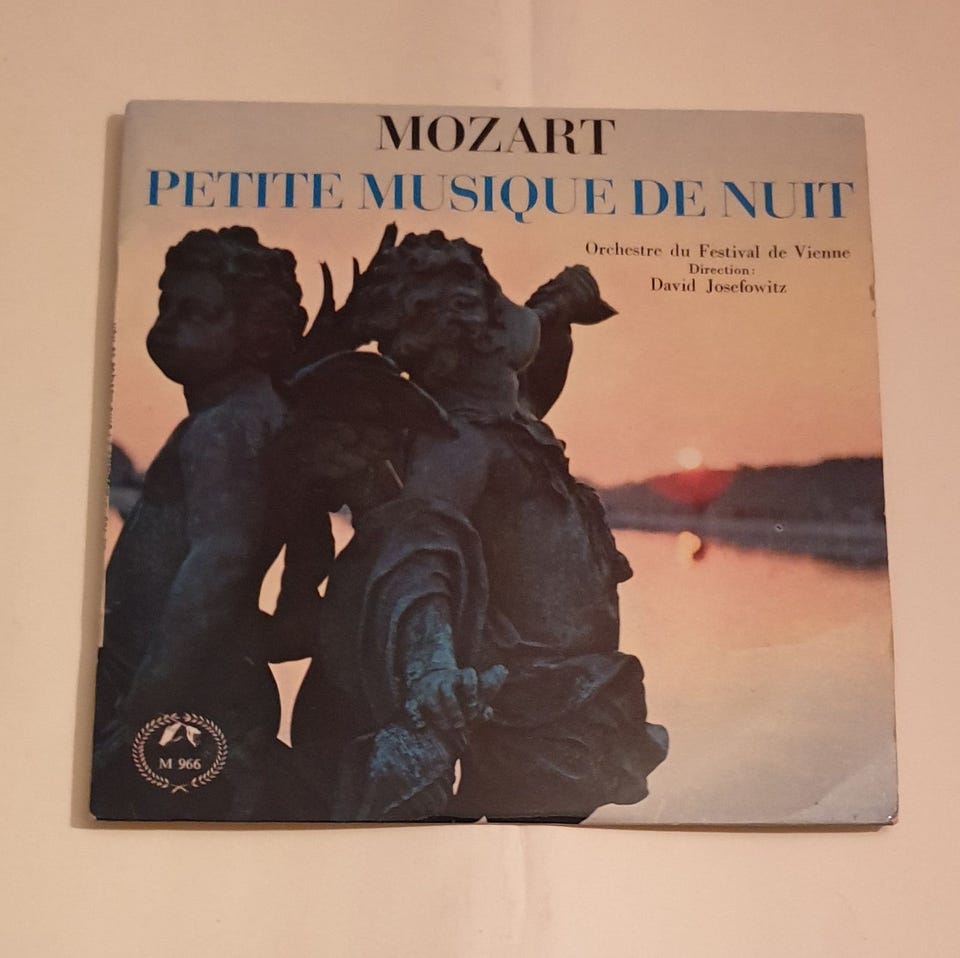 MOZART
PETITE MUSIQUE DE NUIT
Orchestre du Festival de Vienne
Direction:
David Josefowitz
M 966